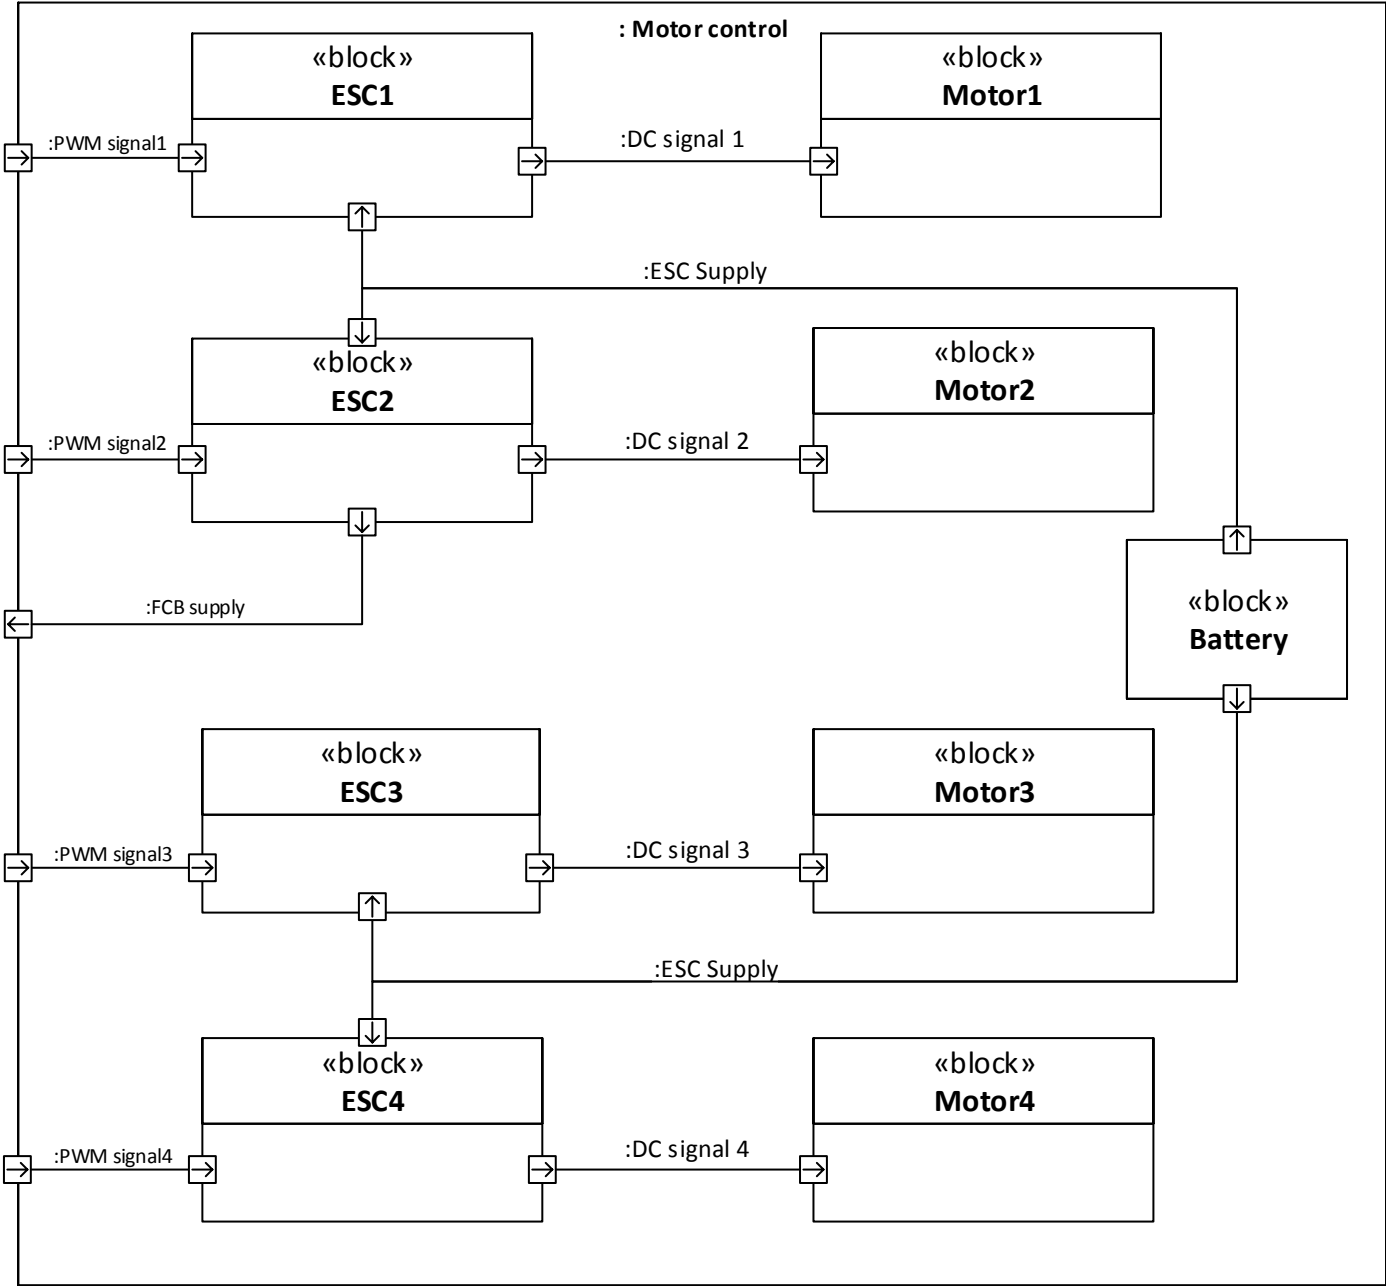 : Motor control
«block»
ESC1
«block»
Motor1
:PWM signal1
:DC signal 1
:ESC Supply
«block»
ESC2
«block»
Motor2
:PWM signal2
:DC signal 2
:FCB supply
«block»
Battery
«block»
ESC3
«block»
Motor3
:PWM signal3
:DC signal 3
:ESC Supply
«block»
ESC4
«block»
Motor4
:PWM signal4
:DC signal 4